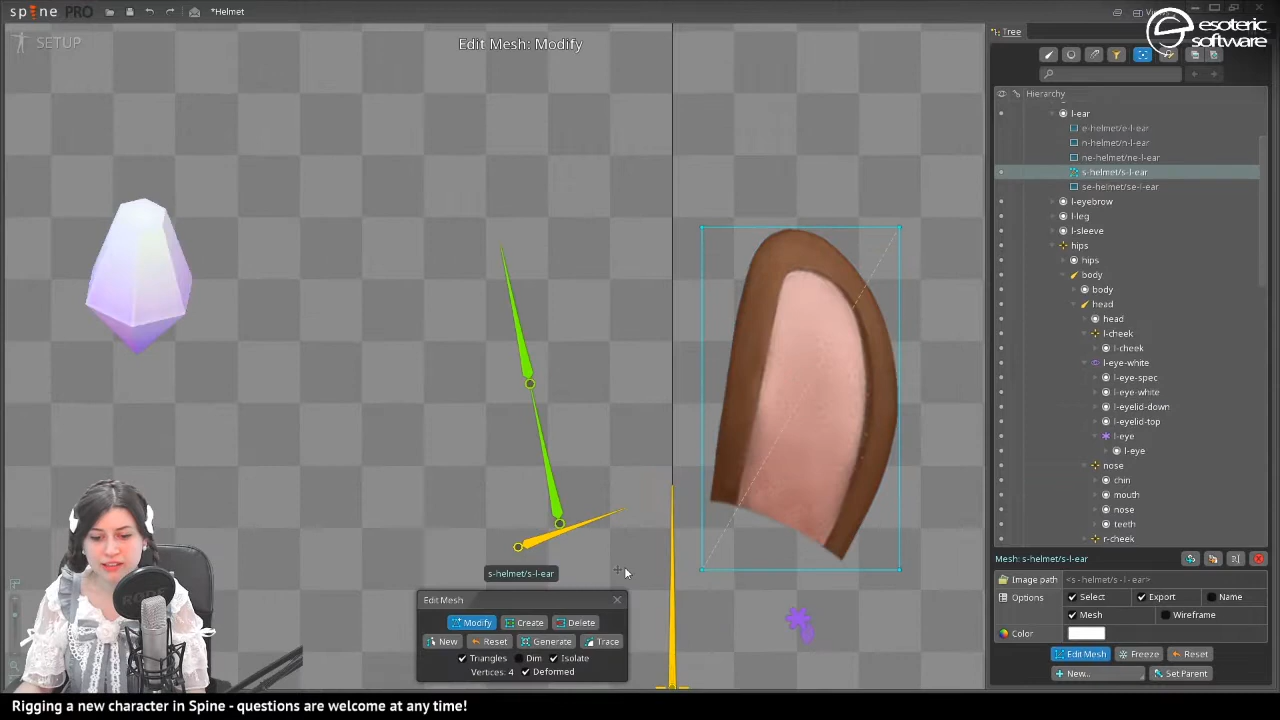 spine PRO
*Helmet
Views
SETUP
Edit Mesh: Modify
esoteric
software
Tree
Hierarchy
l-ear
e-helmet/e-l-ear
n-helmet/n-l-ear
ne-helmet/ne-l-ear
s-helmet/s-l-ear
se-helmet/se-l-ear
l-eyebrow
l-leg
l-sleeve
hips
hips
body
body
head
head
l-cheek
l-cheek
l-eye-white
l-eye-spec
l-eye-white
l-eyelid-down
l-eyelid-top
l-eye
l-eye
nose
chin
mouth
nose
teeth
r-cheek
Mesh: s-helmet/s-l-ear
Image path <s-helmet/s-l-ear>
Options Select Export Name
Mesh Wireframe
Color
Edit Mesh Freeze Reset
New... Set Parent
s-helmet/s-l-ear
Edit Mesh
Modify Create Delete
New Reset Generate Trace
Triangles Dim Isolate
Vertices: 4 Deformed
RODE
Rigging a new character in Spine - questions are welcome at any time!